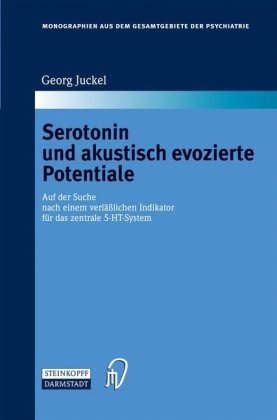 MONOGRAPHIEN AUS DEM GESAMTGEBIETE DER PSYCHIATRIE
Georg Juckel
Serotonin
und akustisch evozierte
Potentiale
Auf der Suche
nach einem verläßlichen Indikator
für das zentrale 5-HT-System
STEINKOPFF
DARMSTADT